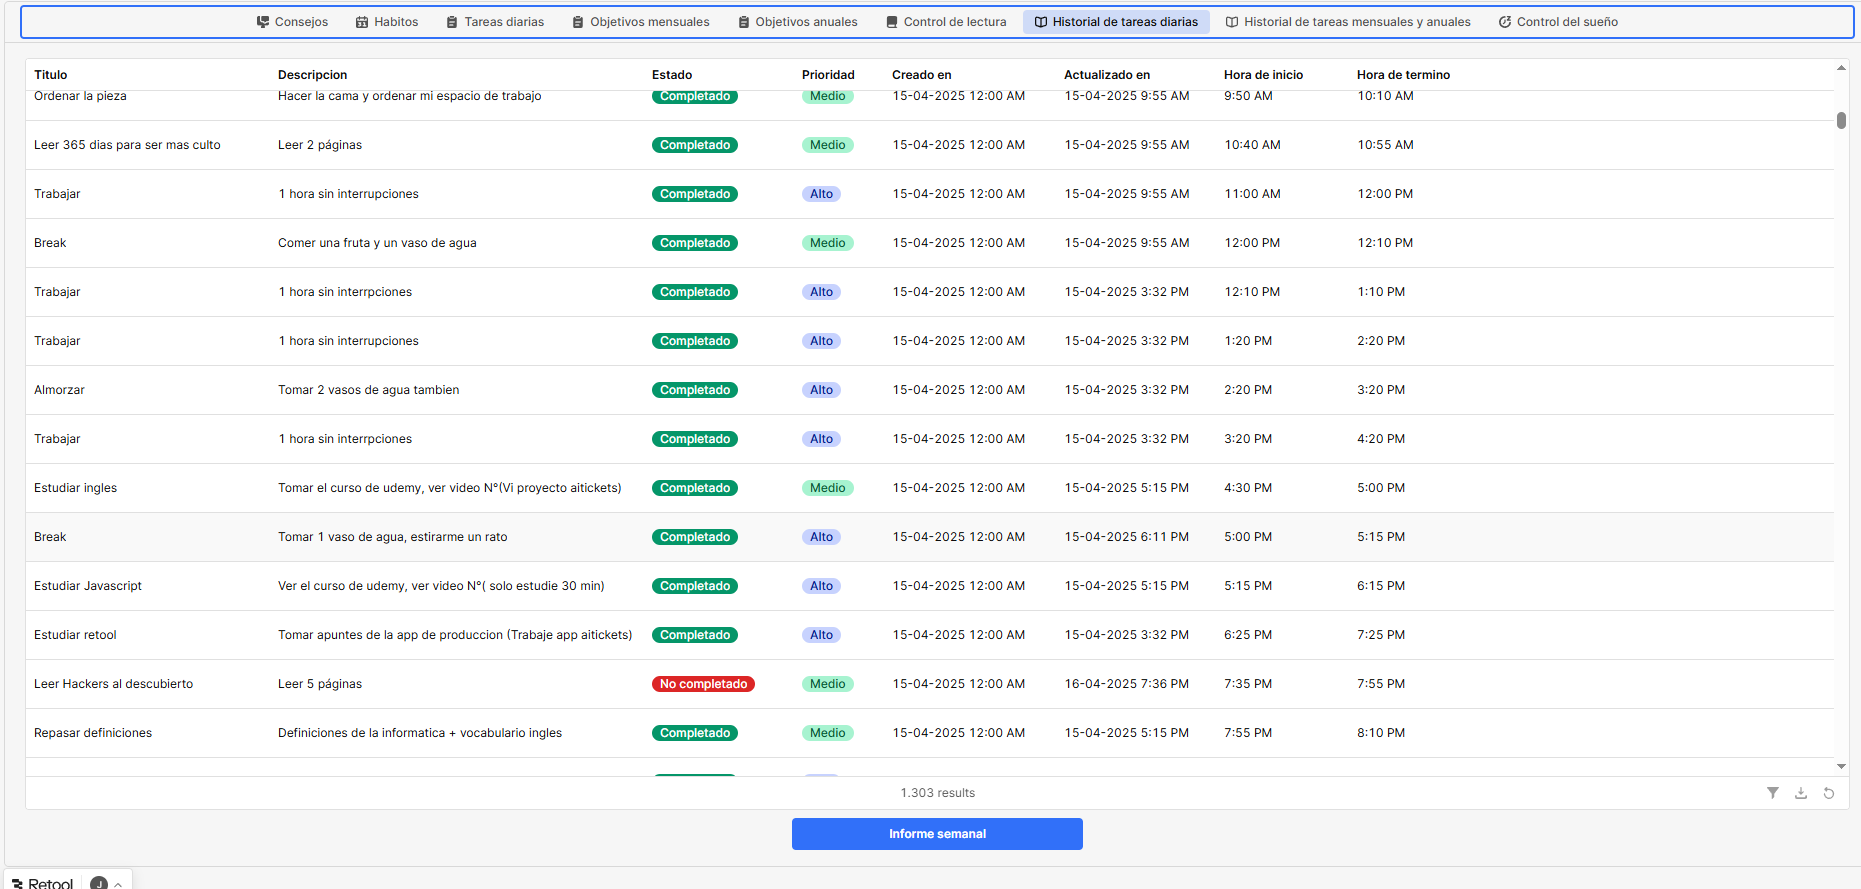 Consejos Habitos Tareas diarias Objetivos mensuales Objetivos anuales Control de lectura Historial de tareas diarias Historial de tareas mensuales y anuales Control del sueño
Titulo Descripcion Estado Prioridad Creado en Actualizado en Hora de inicio Hora de termino
Ordenar la pieza Hacer la cama y ordenar mi espacio de trabajo Completado Medio 15-04-2025 12:00 AM 15-04-2025 9:55 AM 9:50 AM 10:10 AM
Leer 365 dias para ser mas culto Leer 2 páginas Completado Medio 15-04-2025 12:00 AM 15-04-2025 9:55 AM 10:40 AM 10:55 AM
Trabajar 1 hora sin interrupciones Completado Alto 15-04-2025 12:00 AM 15-04-2025 9:55 AM 11:00 AM 12:00 PM
Break Comer una fruta y un vaso de agua Completado Medio 15-04-2025 12:00 AM 15-04-2025 9:55 AM 12:00 PM 12:10 PM
Trabajar 1 hora sin interrpciones Completado Alto 15-04-2025 12:00 AM 15-04-2025 3:32 PM 12:10 PM 1:10 PM
Trabajar 1 hora sin interrupciones Completado Alto 15-04-2025 12:00 AM 15-04-2025 3:32 PM 1:20 PM 2:20 PM
Almorzar Tomar 2 vasos de agua tambien Completado Alto 15-04-2025 12:00 AM 15-04-2025 3:32 PM 2:20 PM 3:20 PM
Trabajar 1 hora sin interrpciones Completado Alto 15-04-2025 12:00 AM 15-04-2025 3:32 PM 3:20 PM 4:20 PM
Estudiar ingles Tomar el curso de udemy, ver video N°(Vi proyecto aitickets) Completado Medio 15-04-2025 12:00 AM 15-04-2025 5:15 PM 4:30 PM 5:00 PM
Break Tomar 1 vaso de agua, estirarme un rato Completado Alto 15-04-2025 12:00 AM 15-04-2025 6:11 PM 5:00 PM 5:15 PM
Estudiar Javascript Ver el curso de udemy, ver video N°( solo estudie 30 min) Completado Alto 15-04-2025 12:00 AM 15-04-2025 5:15 PM 5:15 PM 6:15 PM
Estudiar retool Tomar apuntes de la app de produccion (Trabaje app aitickets) Completado Alto 15-04-2025 12:00 AM 15-04-2025 3:32 PM 6:25 PM 7:25 PM
Leer Hackers al descubierto Leer 5 páginas No completado Medio 15-04-2025 12:00 AM 16-04-2025 7:36 PM 7:35 PM 7:55 PM
Repasar definiciones Definiciones de la informatica + vocabulario ingles Completado Medio 15-04-2025 12:00 AM 15-04-2025 5:15 PM 7:55 PM 8:10 PM
1.303 results
Informe semanal
Retool J